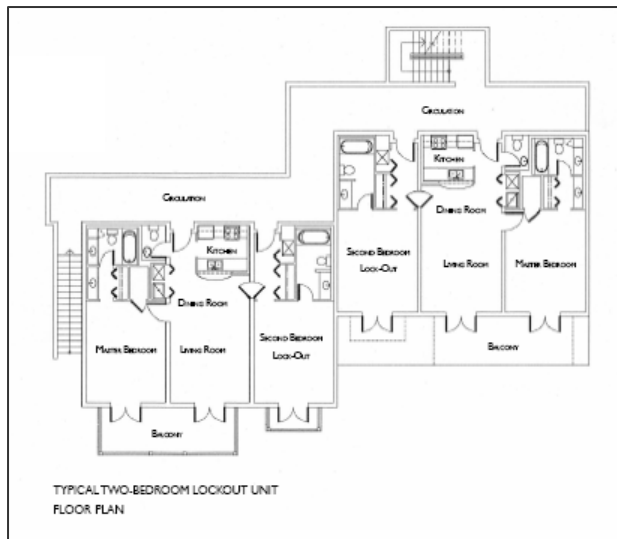 CIRCULATION
KITCHEN
DINING ROOM
SECOND BEDROOM
LOCK-OUT
LIVING ROOM
MASTER BEDROOM
BALCONY
CIRCULATION
KITCHEN
DINING ROOM
MASTER BEDROOM
LIVING ROOM
SECOND BEDROOM
LOCK-OUT
BALCONY
TYPICAL TWO-BEDROOM LOCKOUT UNIT
FLOOR PLAN